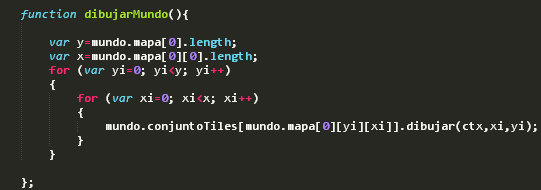 function dibujarMundo(){
var y=mundo.mapa[0].length;
var x=mundo.mapa[0][0].length;
for (var yi=0; yi<y; yi++)
{
for (var xi=0; xi<x; xi++)
{
mundo.conjuntoTiles[mundo.mapa[0][yi][xi]].dibujar(ctx,xi,yi);
}
}
};